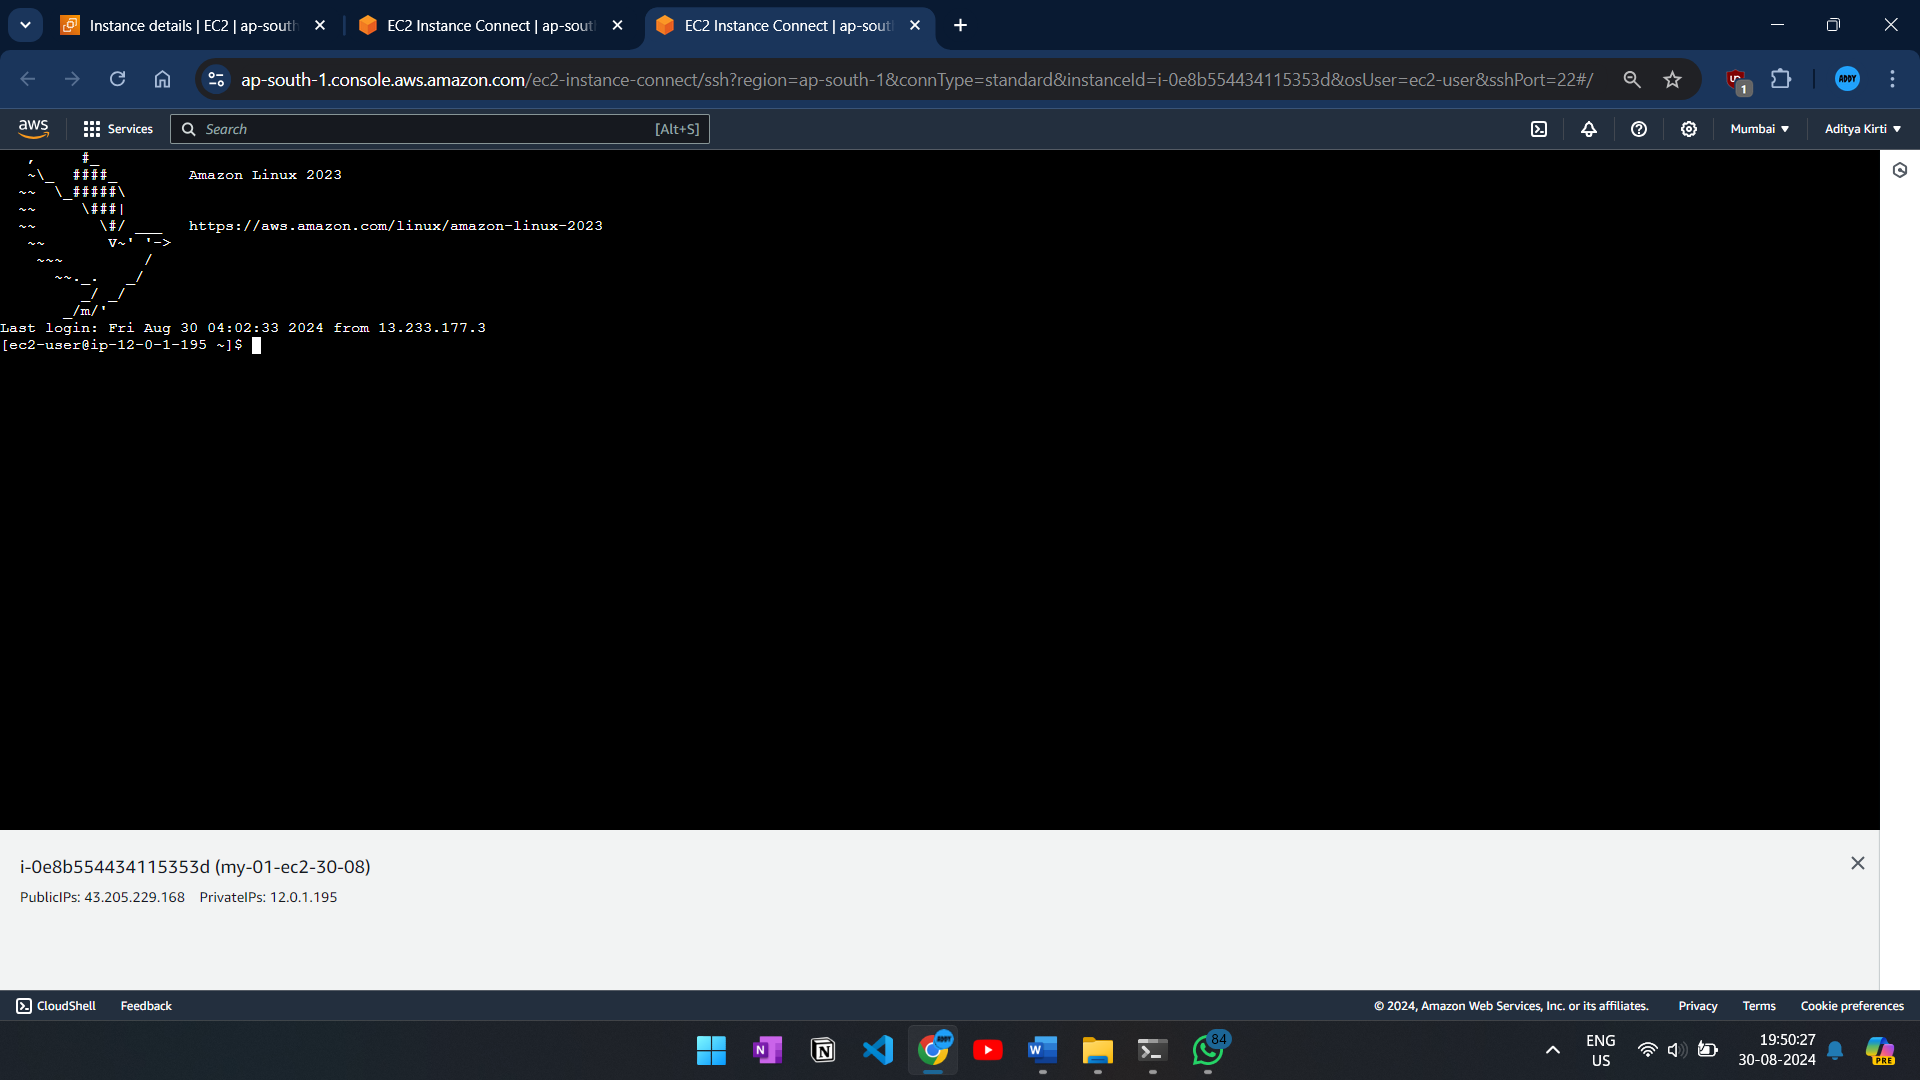 Instance details | EC2 | ap-south
EC2 Instance Connect | ap-sout
EC2 Instance Connect | ap-sout
ap-south-1.console.aws.amazon.com/ec2-instance-connect/ssh?region=ap-south-1&connType=standard&instanceId=i-0e8b554434115353d&osUser=ec2-user&sshPort=22#/
1
ADDY
aws
Services
Search
[Alt+S]
Mumbai ▼
Aditya Kirti ▼
   ,     #_
   ~\_  ####_        Amazon Linux 2023
  ~~  \_#####\
  ~~     \###|
  ~~       \#/ ___   https://aws.amazon.com/linux/amazon-linux-2023
   ~~       V~' '->
    ~~~         /
      ~~._.   _/
         _/ _/
       _/m/'
Last login: Fri Aug 30 04:02:33 2024 from 13.233.177.3
[ec2-user@ip-12-0-1-195 ~]$
i-0e8b554434115353d (my-01-ec2-30-08)
PublicIPs: 43.205.229.168 PrivateIPs: 12.0.1.195
CloudShell
Feedback
© 2024, Amazon Web Services, Inc. or its affiliates.
Privacy
Terms
Cookie preferences
N
N
ADDY
W
84
ENG
US
19:50:27
30-08-2024
PRE